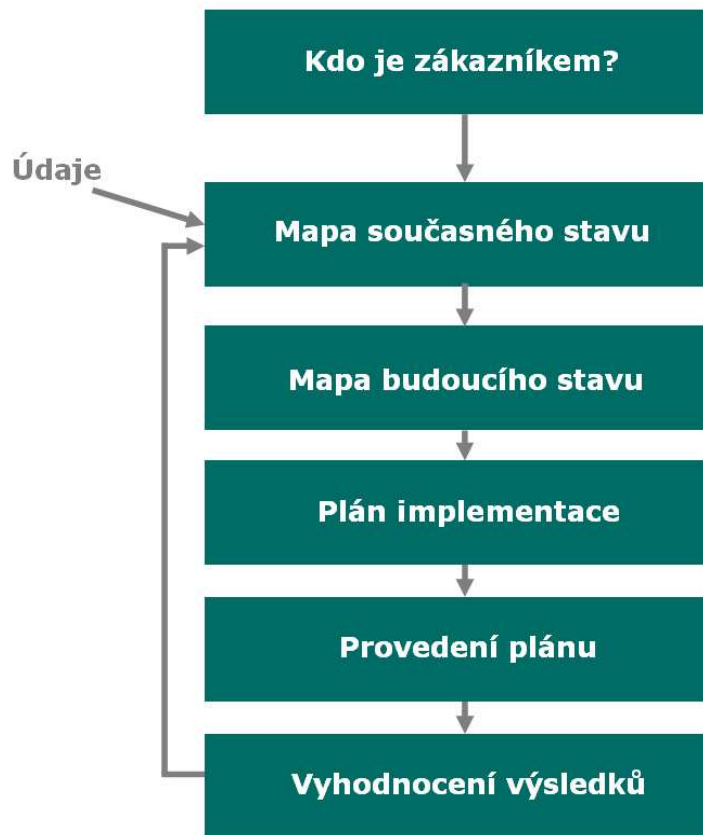 Kdo je zákazníkem?
Údaje
Mapa současného stavu
Mapa budoucího stavu
Plán implementace
Provedení plánu
Vyhodnocení výsledků